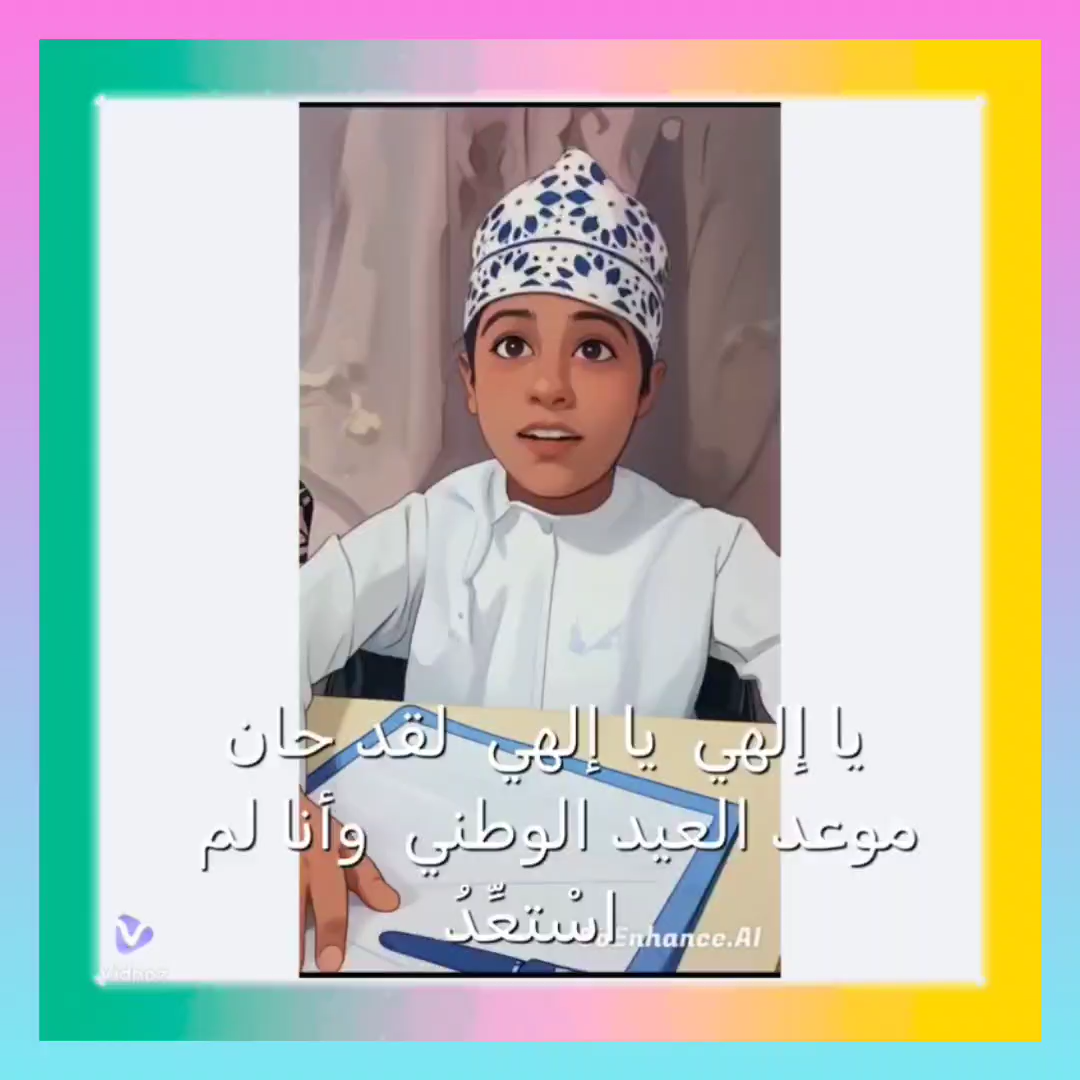 يا إلهي يا إلهي لقد حان
موعد العيد الوطني وأنا لم
اسْتعِّدُ
Enhance.AI